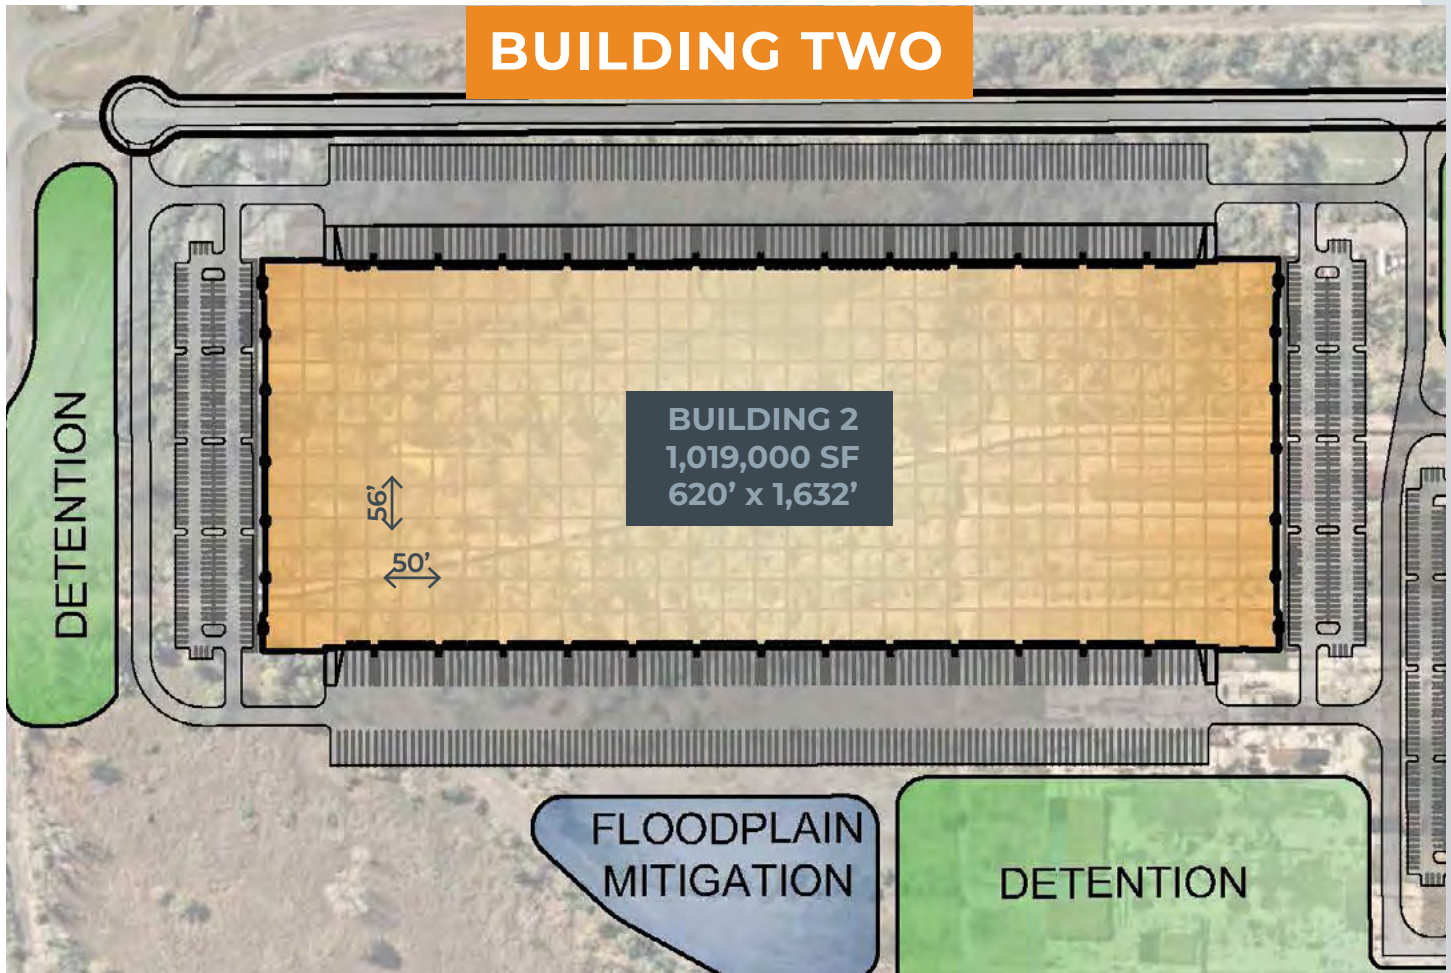 BUILDING TWO
DETENTION
BUILDING 2
1,019,000 SF
620’ x 1,632’
56’
50’
FLOODPLAIN
MITIGATION
DETENTION